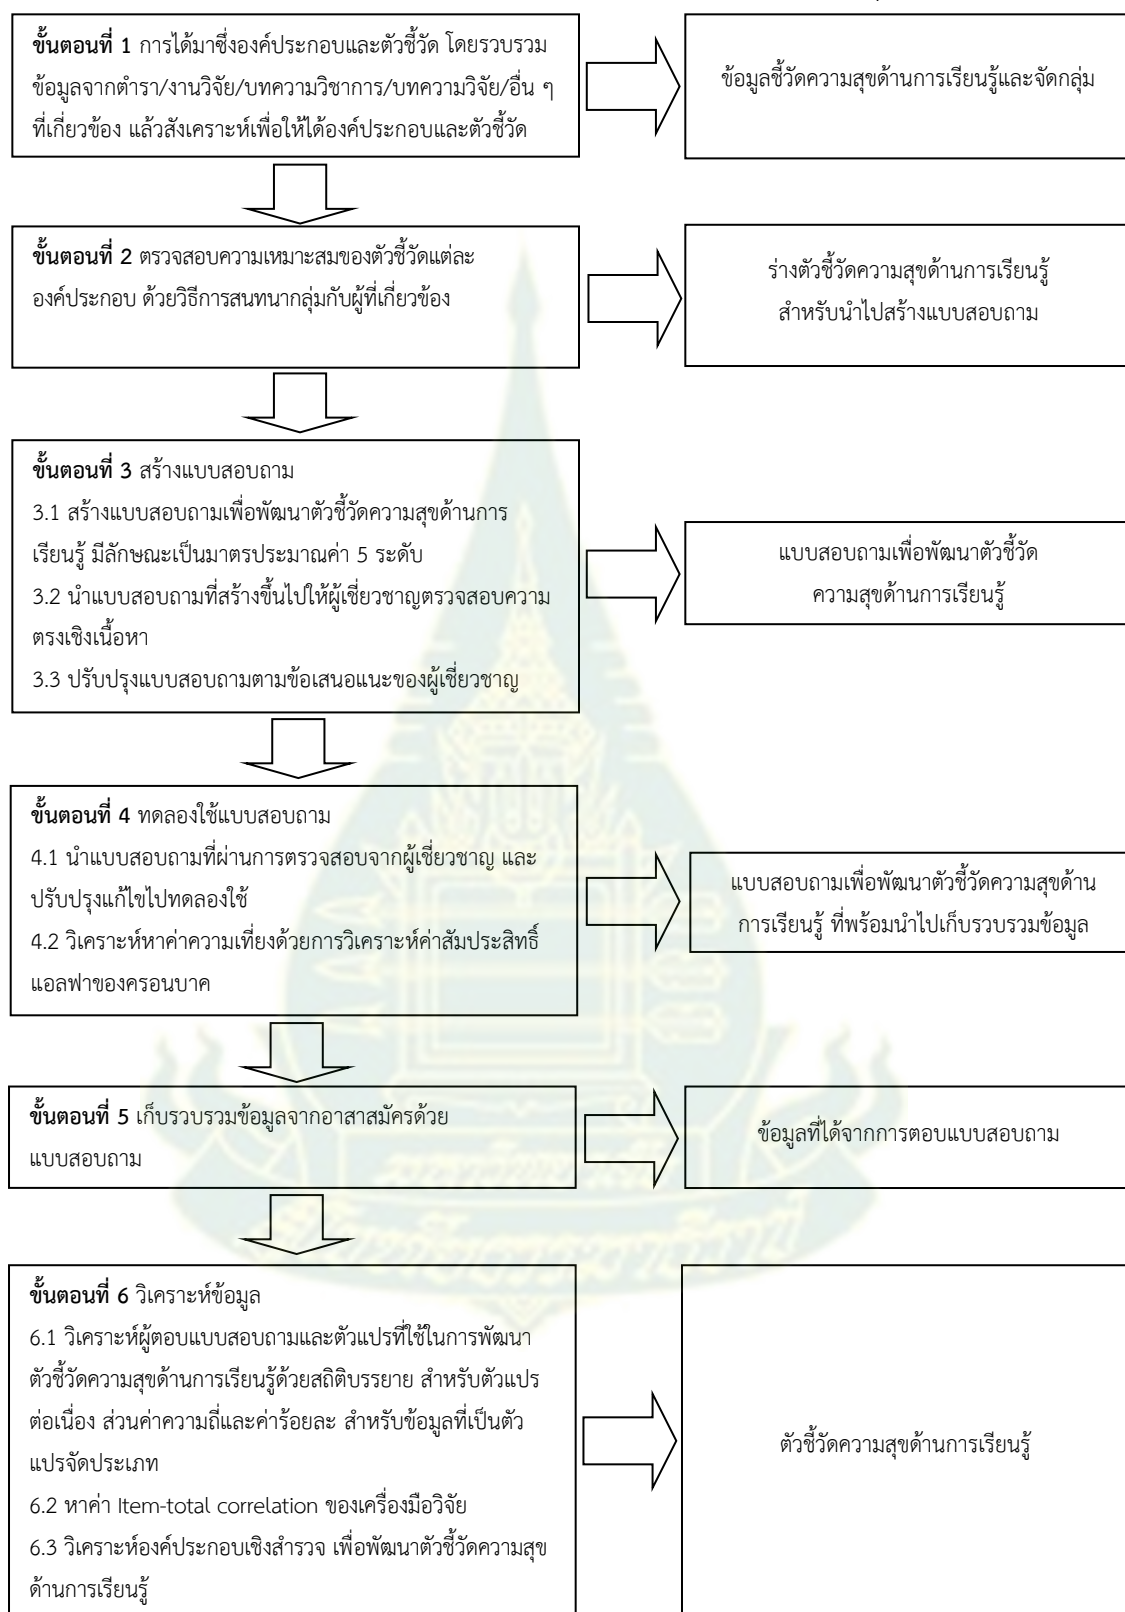 ขั้นตอนที่ 1 การได้มาซึ่งองค์ประกอบและตัวชี้วัด โดยรวบรวม
ข้อมูลจากตำรา/งานวิจัย/บทความวิชาการ/บทความวิจัย/อื่น ๆ
ที่เกี่ยวข้อง แล้วสังเคราะห์เพื่อให้ได้องค์ประกอบและตัวชี้วัด
ข้อมูลชี้วัดความสุขด้านการเรียนรู้และจัดกลุ่ม
ขั้นตอนที่ 2 ตรวจสอบความเหมาะสมของตัวชี้วัดแต่ละ
องค์ประกอบ ด้วยวิธีการสนทนากลุ่มกับผู้ที่เกี่ยวข้อง
ร่างตัวชี้วัดความสุขด้านการเรียนรู้
สำหรับนำไปสร้างแบบสอบถาม
ขั้นตอนที่ 3 สร้างแบบสอบถาม
3.1 สร้างแบบสอบถามเพื่อพัฒนาตัวชี้วัดความสุขด้านการ
เรียนรู้ มีลักษณะเป็นมาตรประมาณค่า 5 ระดับ
3.2 นำแบบสอบถามที่สร้างขึ้นไปให้ผู้เชี่ยวชาญตรวจสอบความ
ตรงเชิงเนื้อหา
3.3 ปรับปรุงแบบสอบถามตามข้อเสนอแนะของผู้เชี่ยวชาญ
แบบสอบถามเพื่อพัฒนาตัวชี้วัด
ความสุขด้านการเรียนรู้
ขั้นตอนที่ 4 ทดลองใช้แบบสอบถาม
4.1 นำแบบสอบถามที่ผ่านการตรวจสอบจากผู้เชี่ยวชาญ และ
ปรับปรุงแก้ไขไปทดลองใช้
4.2 วิเคราะห์หาค่าความเที่ยงด้วยการวิเคราะห์ค่าสัมประสิทธิ์
แอลฟาของครอนบาค
แบบสอบถามเพื่อพัฒนาตัวชี้วัดความสุขด้าน
การเรียนรู้ ที่พร้อมนำไปเก็บรวบรวมข้อมูล
ขั้นตอนที่ 5 เก็บรวบรวมข้อมูลจากอาสาสมัครด้วย
แบบสอบถาม
ข้อมูลที่ได้จากการตอบแบบสอบถาม
ขั้นตอนที่ 6 วิเคราะห์ข้อมูล
6.1 วิเคราะห์ผู้ตอบแบบสอบถามและตัวแปรที่ใช้ในการพัฒนา
ตัวชี้วัดความสุขด้านการเรียนรู้ด้วยสถิติบรรยาย สำหรับตัวแปร
ต่อเนื่อง ส่วนค่าความถี่และค่าร้อยละ สำหรับข้อมูลที่เป็นตัว
แปรจัดประเภท
6.2 หาค่า Item-total correlation ของเครื่องมือวิจัย
6.3 วิเคราะห์องค์ประกอบเชิงสำรวจ เพื่อพัฒนาตัวชี้วัดความสุข
ด้านการเรียนรู้
ตัวชี้วัดความสุขด้านการเรียนรู้